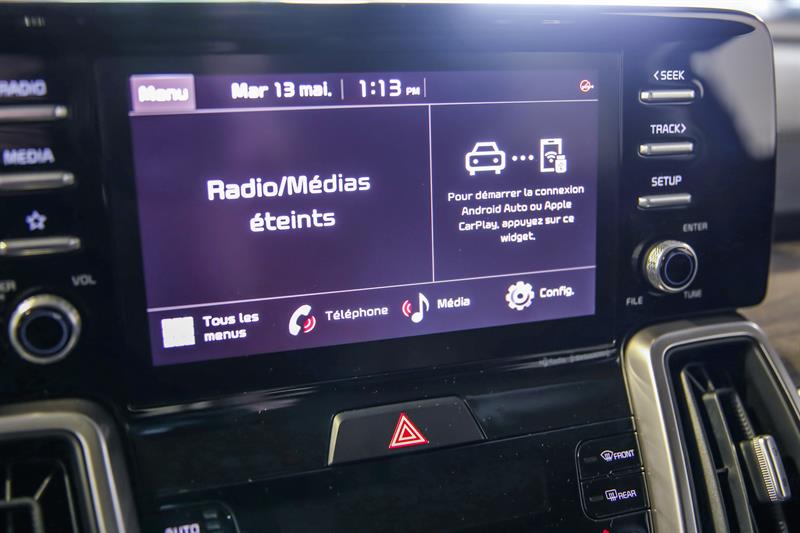 RADIO
MEDIA
VOL
Menu
Mar 13 mai.
1:13 PM
Radio/Médias
éteints
Pour démarrer la connexion
Android Auto ou Apple
CarPlay, appuyez sur ce
widget.
Tous les
menus
Téléphone
Média
Config.
<SEEK
TRACK>
SETUP
ENTER
FILE
TUNE
FRONT
REAR
AUTO